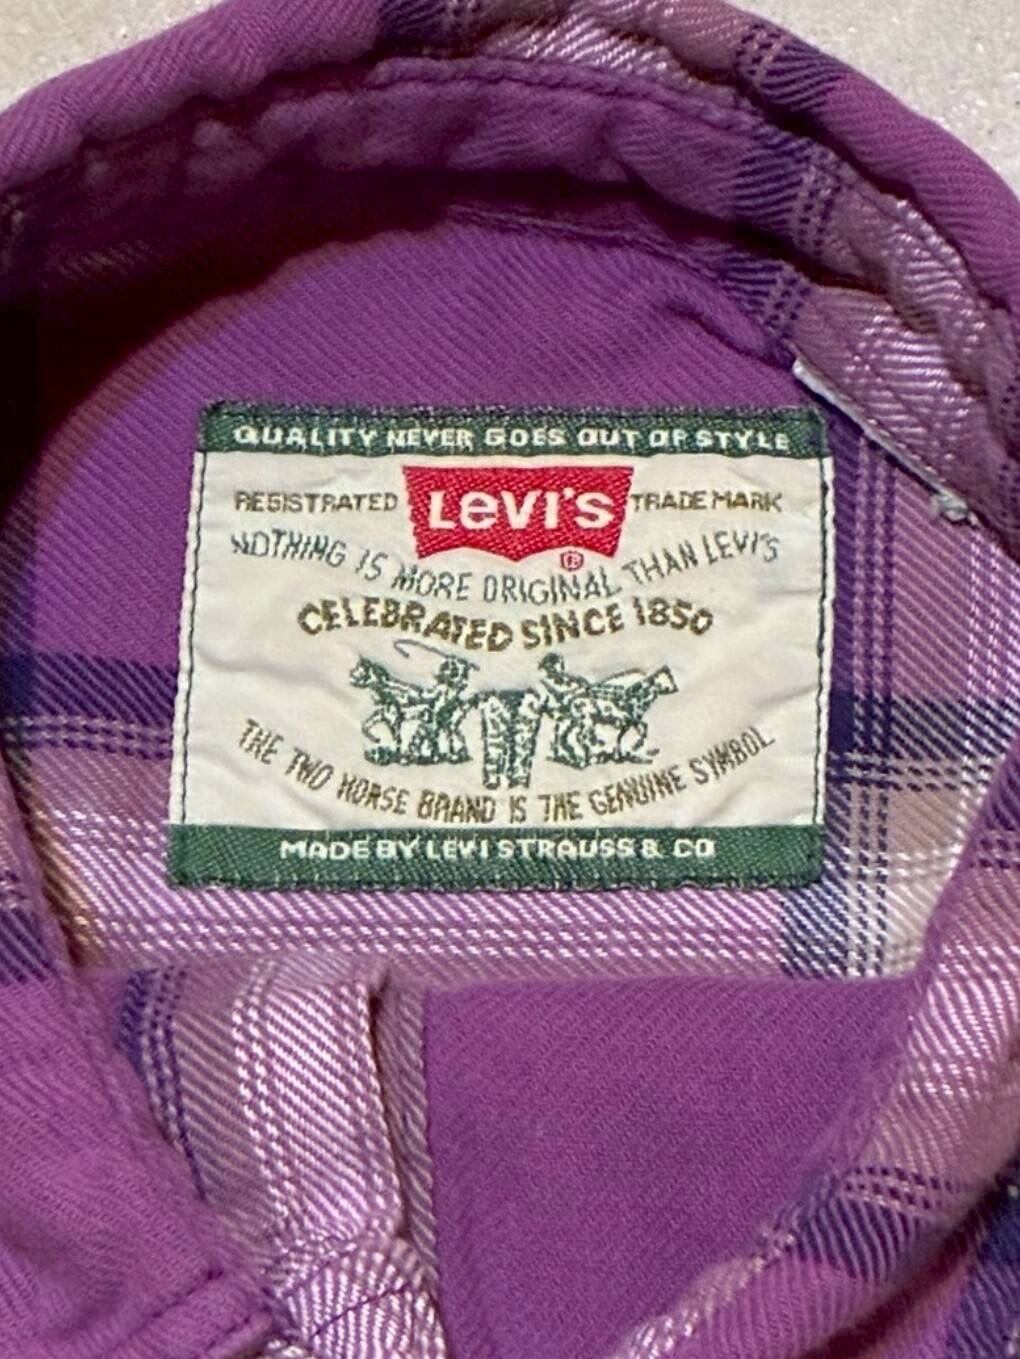 QUALITY NEVER GOES OUT OF STYLE
REGISTRATED LEVI'S TRADE MARK
®
NOTHING IS MORE ORIGINAL THAN LEVI'S
CELEBRATED SINCE 1850
THE TWO HORSE BRAND IS THE GENUINE SYMBOL
MADE BY LEVI STRAUSS & CO